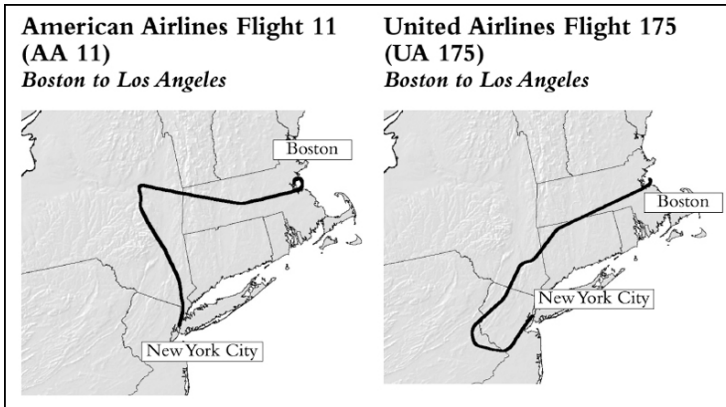 American Airlines Flight 11
(AA 11)
Boston to Los Angeles
Boston
New York City
United Airlines Flight 175
(UA 175)
Boston to Los Angeles
Boston
New York City